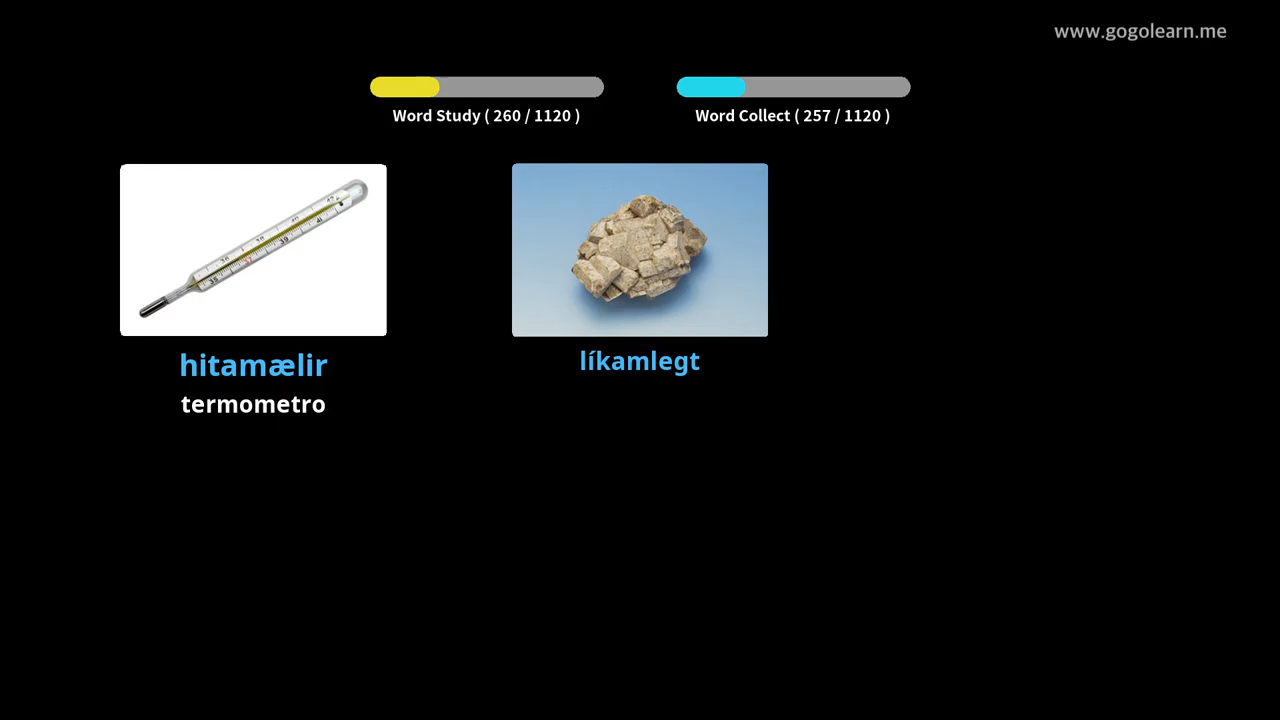 www.gogolearn.me
Word Study ( 260 / 1120 )
Word Collect ( 257 / 1120 )
hitamælir
termometro
líkamlegt